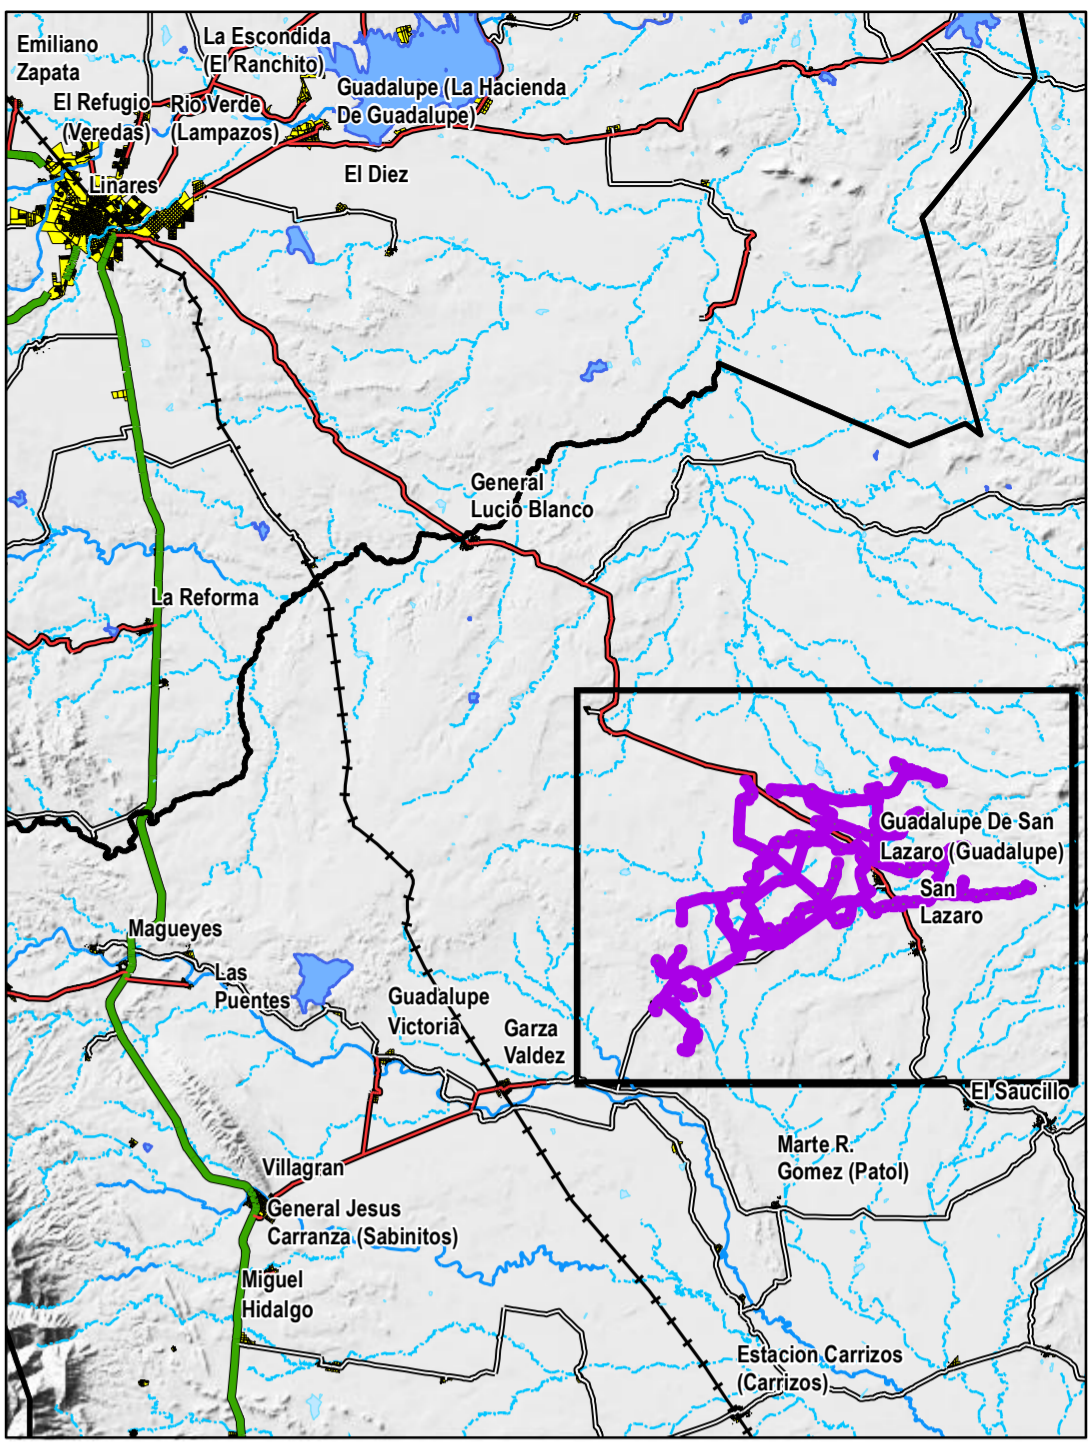 Emiliano
Zapata
La Escondida
(El Ranchito)
El Refugio
(Veredas)
Rio Verde
(Lampazos)
Guadalupe (La Hacienda
De Guadalupe)
Linares
El Diez
General
Lucio Blanco
La Reforma
Guadalupe De San
Lazaro (Guadalupe)
San
Lazaro
Magueyes
Las
Puentes
Guadalupe
Victoria
Garza
Valdez
El Saucillo
Marte R.
Gomez (Patol)
Villagran
General Jesus
Carranza (Sabinitos)
Miguel
Hidalgo
Estacion Carrizos
(Carrizos)